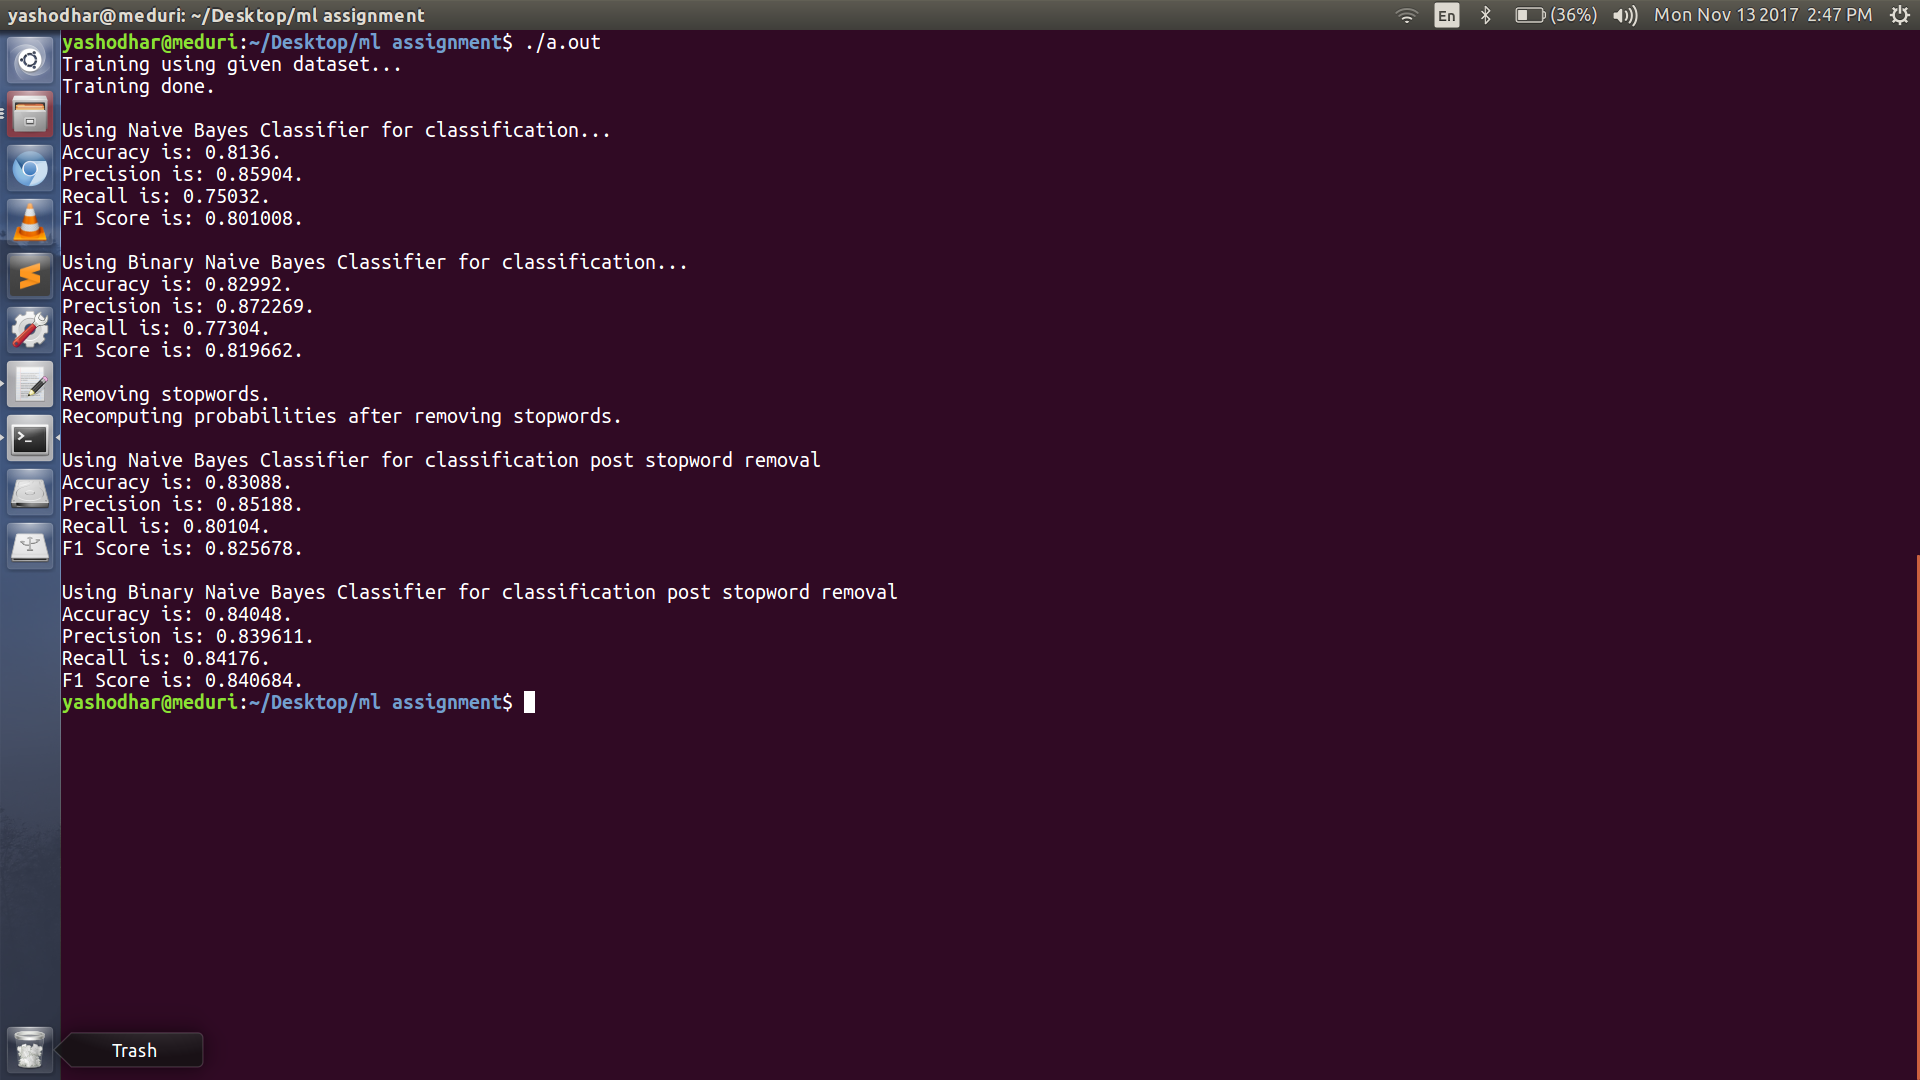 yashodhar@meduri: ~/Desktop/ml assignment
En
(36%)
Mon Nov 13 2017 2:47 PM
yashodhar@meduri:~/Desktop/ml assignment$ ./a.out
Training using given dataset...
Training done.
Using Naive Bayes Classifier for classification...
Accuracy is: 0.8136.
Precision is: 0.85904.
Recall is: 0.75032.
F1 Score is: 0.801008.
Using Binary Naive Bayes Classifier for classification...
Accuracy is: 0.82992.
Precision is: 0.872269.
Recall is: 0.77304.
F1 Score is: 0.819662.
Removing stopwords.
Recomputing probabilities after removing stopwords.
Using Naive Bayes Classifier for classification post stopword removal
Accuracy is: 0.83088.
Precision is: 0.85188.
Recall is: 0.80104.
F1 Score is: 0.825678.
Using Binary Naive Bayes Classifier for classification post stopword removal
Accuracy is: 0.84048.
Precision is: 0.839611.
Recall is: 0.84176.
F1 Score is: 0.840684.
yashodhar@meduri:~/Desktop/ml assignment$
Trash